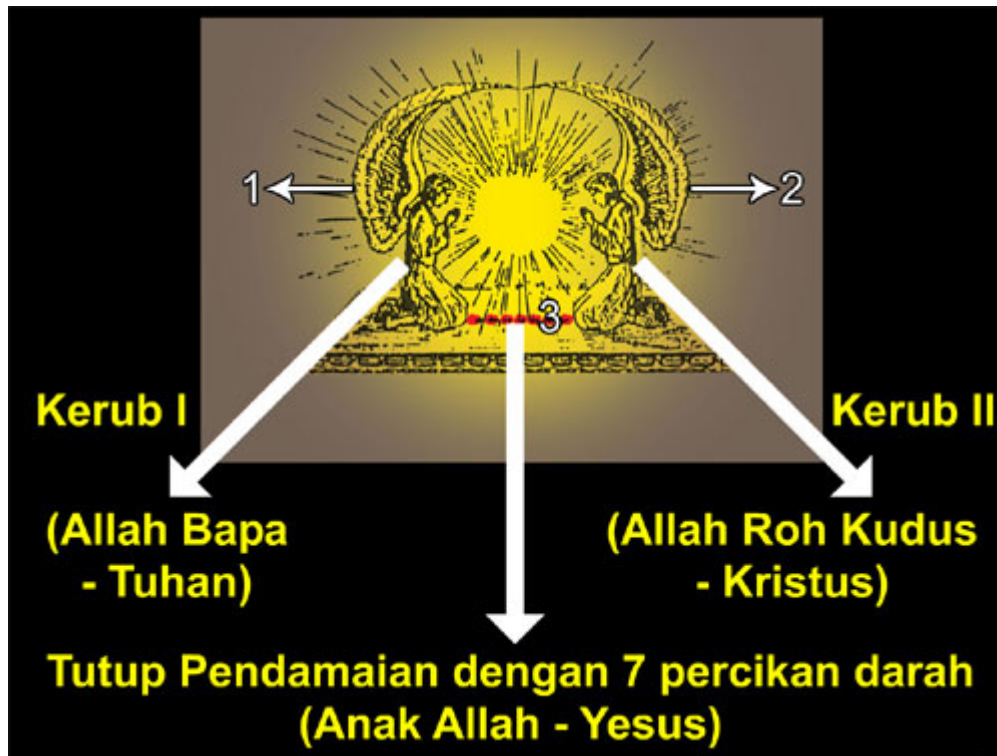 1
2
3
Kerub I
Kerub II
(Allah Bapa
- Tuhan)
(Allah Roh Kudus
- Kristus)
Tutup Pendamaian dengan 7 percikan darah
(Anak Allah - Yesus)